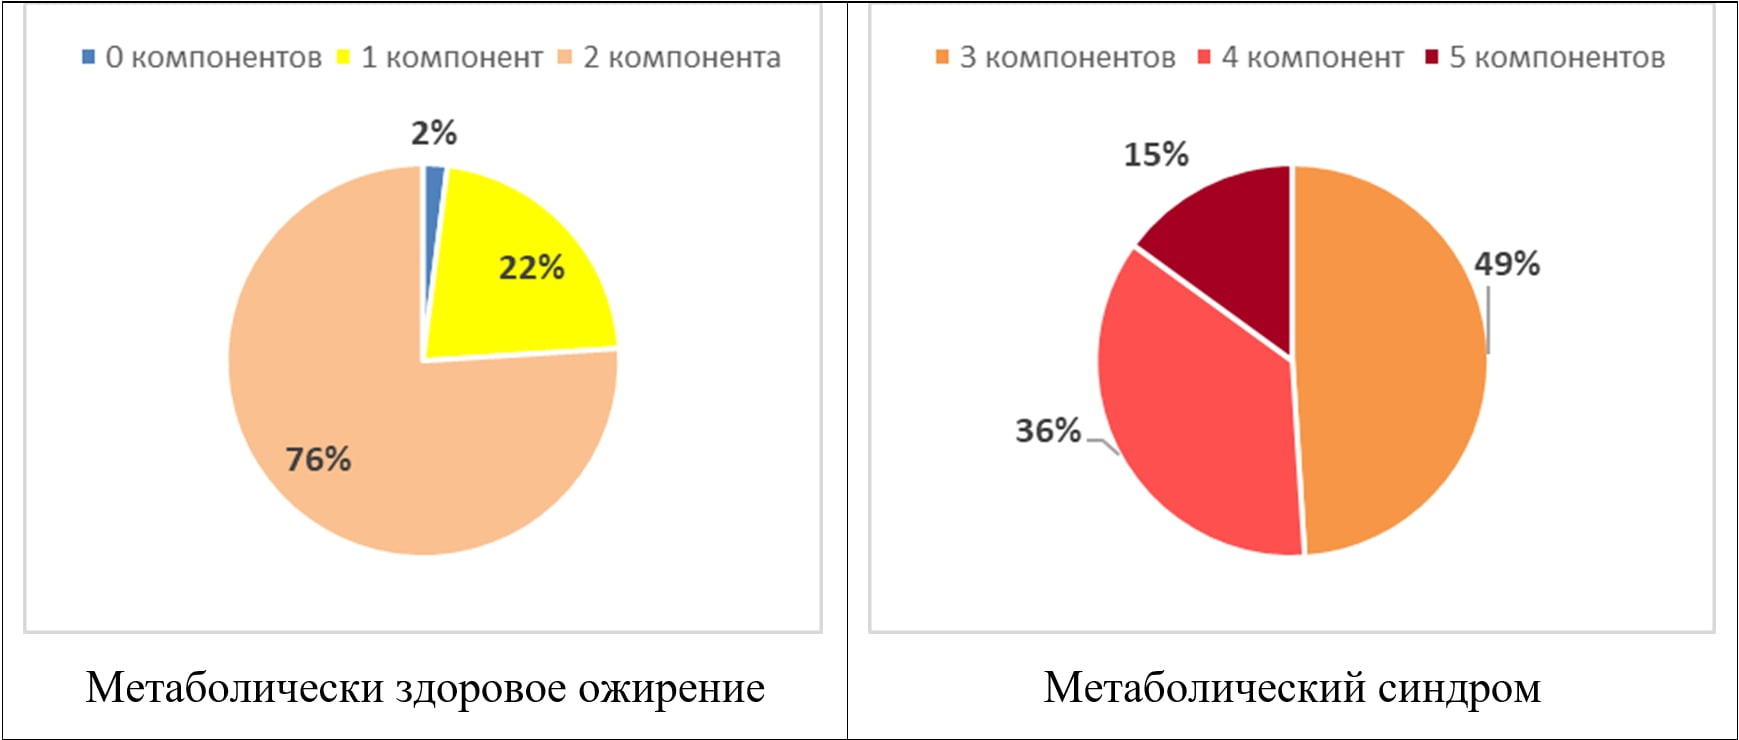 0 компонентов 1 компонент 2 компонента
2%
22%
76%
Метаболически здоровое ожирение
3 компонентов 4 компонент 5 компонентов
15%
49%
36%
Метаболический синдром